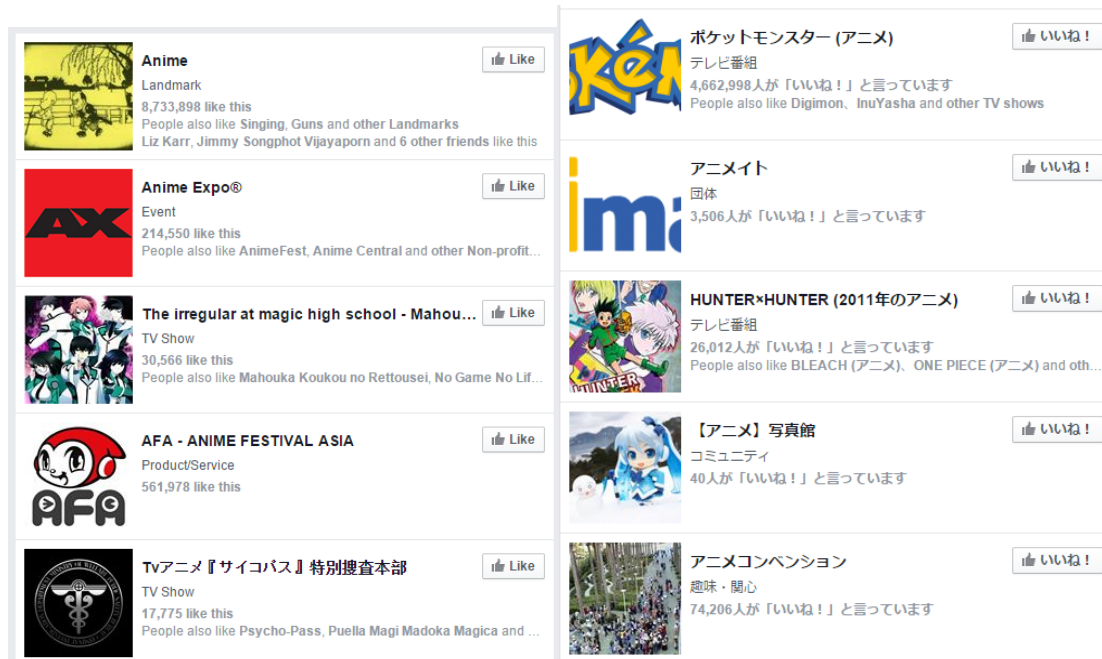 Anime
Like
Landmark
8,733,898 like this
People also like Singing, Guns and other Landmarks
Liz Karr, Jimmy Songphot Vijayaporn and 6 other friends like this
AX
Anime Expo®
Like
Event
214,550 like this
People also like AnimeFest, Anime Central and other Non-profit...
The irregular at magic high school - Mahou...
Like
TV Show
30,566 like this
People also like Mahouka Koukou no Rettousei, No Game No Lif...
AFA
AFA - ANIME FESTIVAL ASIA
Like
Product/Service
561,978 like this
Tvアニメ『サイコパス』特別捜査本部
Like
TV Show
17,775 like this
People also like Psycho-Pass, Puella Magi Madoka Magica and ...
OKÉM
ポケットモンスター (アニメ)
いいね！
テレビ番組
4,662,998人が「いいね！」と言っています
People also like Digimon、InuYasha and other TV shows
ima
アニメイト
いいね！
団体
3,506人が「いいね！」と言っています
HUNTER
HUNTER×HUNTER (2011年のアニメ)
いいね！
テレビ番組
26,012人が「いいね！」と言っています
People also like BLEACH (アニメ)、ONE PIECE (アニメ) and oth...
【アニメ】写真館
いいね！
コミュニティ
40人が「いいね！」と言っています
アニメコンベンション
いいね！
趣味・関心
74,206人が「いいね！」と言っています